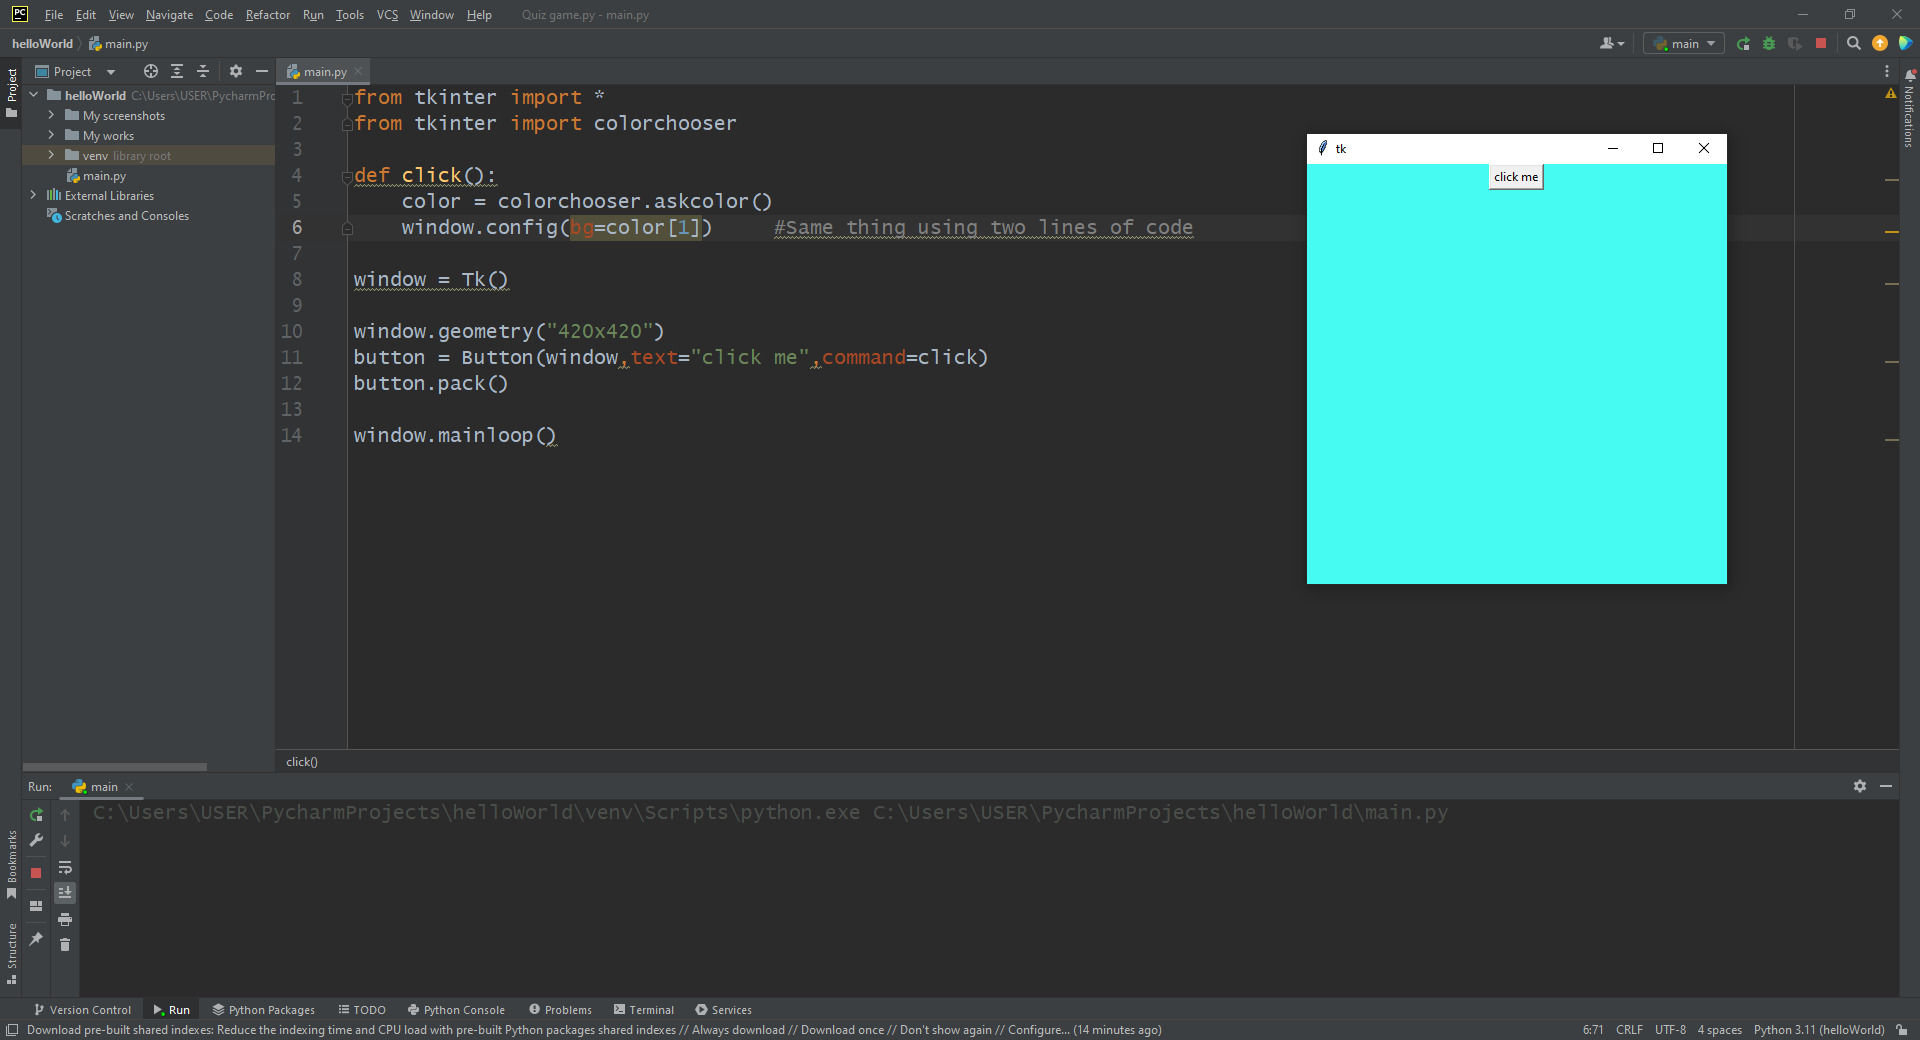 PC File Edit View Navigate Code Refactor Run Tools VCS Window Help Quiz game.py - main.py
helloWorld main.py main
Project
Project
main.py
Notifications
helloWorld C:\Users\USER\PycharmPro
My screenshots
My works
venv library root
main.py
External Libraries
Scratches and Consoles
1 from tkinter import *
2 from tkinter import colorchooser
3
4 def click():
5 color = colorchooser.askcolor()
6 window.config(bg=color[1]) #Same thing using two lines of code
7
8 window = Tk()
9
10 window.geometry("420x420")
11 button = Button(window,text="click me",command=click)
12 button.pack()
13
14 window.mainloop()
tk
click me
click()
Run: main
C:\Users\USER\PycharmProjects\helloWorld\venv\Scripts\python.exe C:\Users\USER\PycharmProjects\helloWorld\main.py
Bookmarks
Structure
Version Control Run Python Packages TODO Python Console Problems Terminal Services
Download pre-built shared indexes: Reduce the indexing time and CPU load with pre-built Python packages shared indexes // Always download // Download once // Don't show again // Configure... (14 minutes ago) 6:71 CRLF UTF-8 4 spaces Python 3.11 (helloWorld)